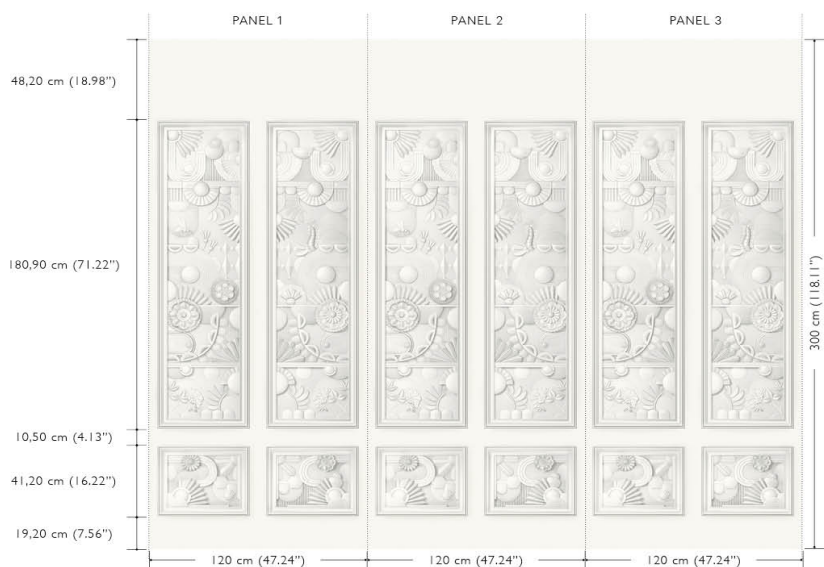 PANEL 1
PANEL 2
PANEL 3
48,20 cm (18.98”)
180,90 cm (71.22”)
300 cm (118.11”)
10,50 cm (4.13”)
41,20 cm (16.22”)
19,20 cm (7.56”)
120 cm (47.24”)
120 cm (47.24”)
120 cm (47.24”)